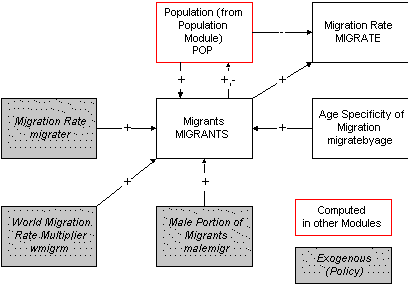 Population (from
Population
Module)
POP
-
Migration Rate
MIGRATE
+
+,-
+
Migration Rate
migrater
+
Migrants
MIGRANTS
+
Age Specificity of
Migration
migratebyage
+
+
World Migration
Rate Multiplier
wmigrm
Male Portion of
Migrants
malemigr
Computed
in other Modules
Exogenous
(Policy)